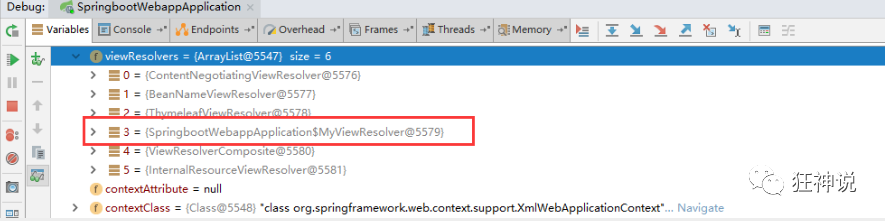 Debug: SpringbootWebappApplication
Variables Console Endpoints Overhead Frames Threads Memory
viewResolvers = {ArrayList@5547} size = 6
0 = {ContentNegotiatingViewResolver@5576}
1 = {BeanNameViewResolver@5577}
2 = {ThymeleafViewResolver@5578}
3 = {SpringbootWebappApplication$MyViewResolver@5579}
4 = {ViewResolverComposite@5580}
5 = {InternalResourceViewResolver@5581}
contextAttribute = null
contextClass = {Class@5548} "class org.springframework.web.context.support.XmlWebApplicationContext"... Navigate
狂神说